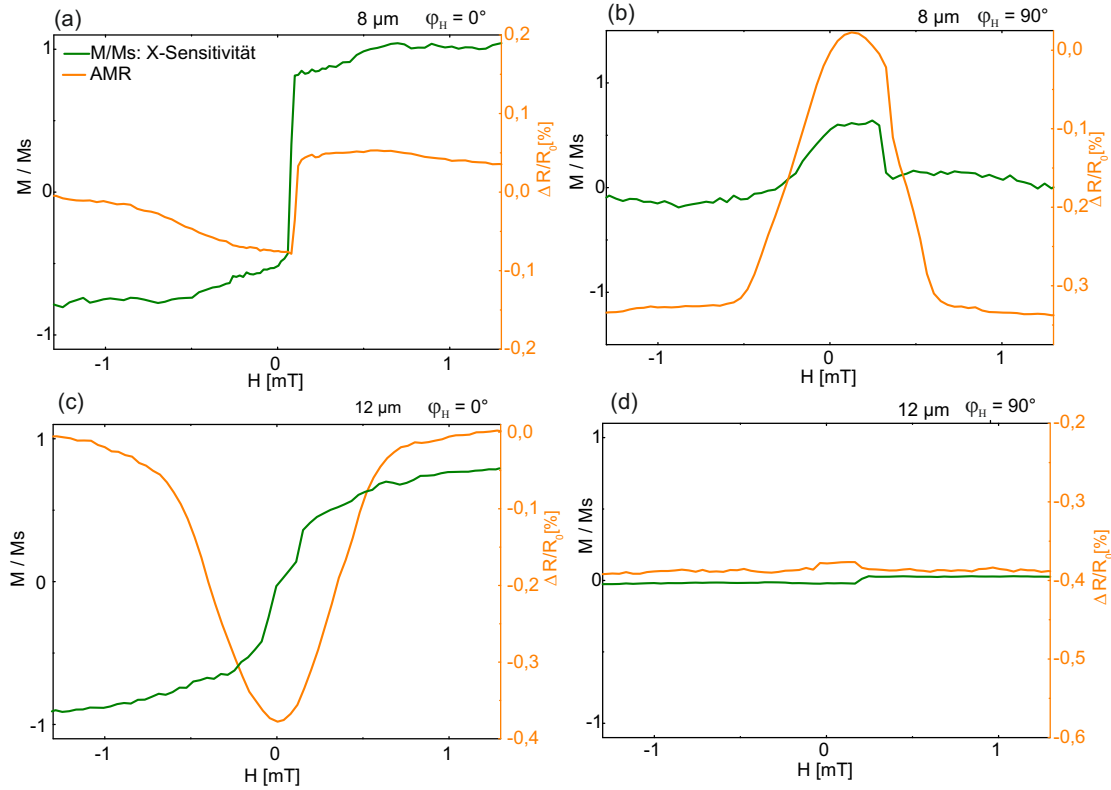 (a) 8 µm φH = 0°
M/Ms: X-Sensitivität
AMR
1
0
-1
M / Ms
0,2
0,1
0,0
-0,1
-0,2
Δ R/R0[%]
-1 0 1
H [mT]
(b) 8 µm φH = 90°
1
0
-1
M / Ms
0,0
-0,1
-0,2
-0,3
Δ R/R0[%]
-1 0 1
H [mT]
(c) 12 µm φH = 0°
1
0
-1
M / Ms
0,0
-0,1
-0,2
-0,3
-0,4
Δ R/R0[%]
-1 0 1
H [mT]
(d) 12 µm φH = 90°
1
0
-1
M / Ms
-0,2
-0,3
-0,4
-0,5
-0,6
Δ R/R0[%]
-1 0 1
H [mT]